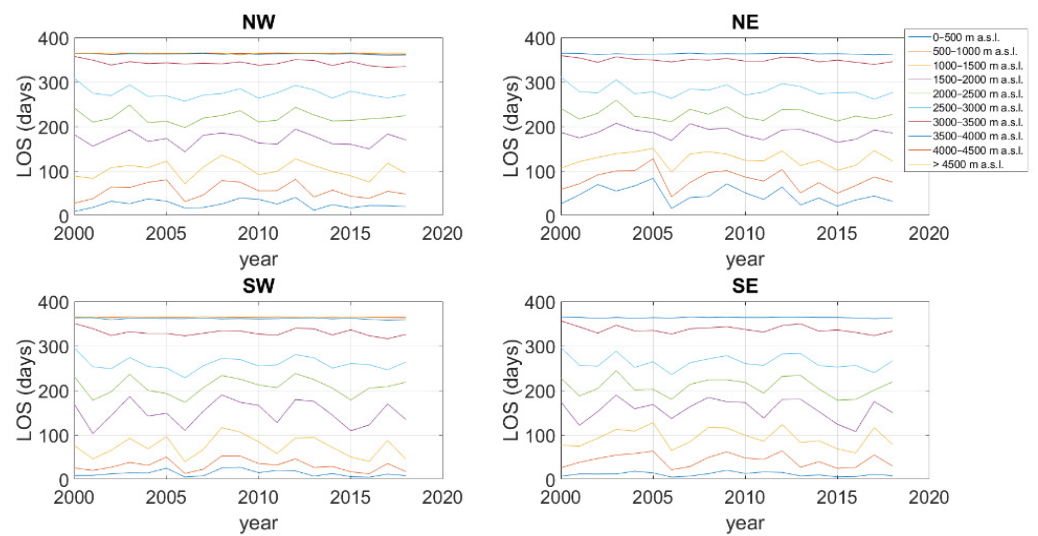 NW
NE
400
300
200
100
0
LOS (days)
2000
2005
2010
2015
2020
year
400
300
200
100
0
LOS (days)
2000
2005
2010
2015
2020
year
0−500 m a.s.l.
500−1000 m a.s.l.
1000−1500 m a.s.l.
1500−2000 m a.s.l.
2000−2500 m a.s.l.
2500−3000 m a.s.l.
3000−3500 m a.s.l.
3500−4000 m a.s.l.
4000−4500 m a.s.l.
> 4500 m a.s.l.
SW
SE
400
300
200
100
0
LOS (days)
2000
2005
2010
2015
2020
year
400
300
200
100
0
LOS (days)
2000
2005
2010
2015
2020
year